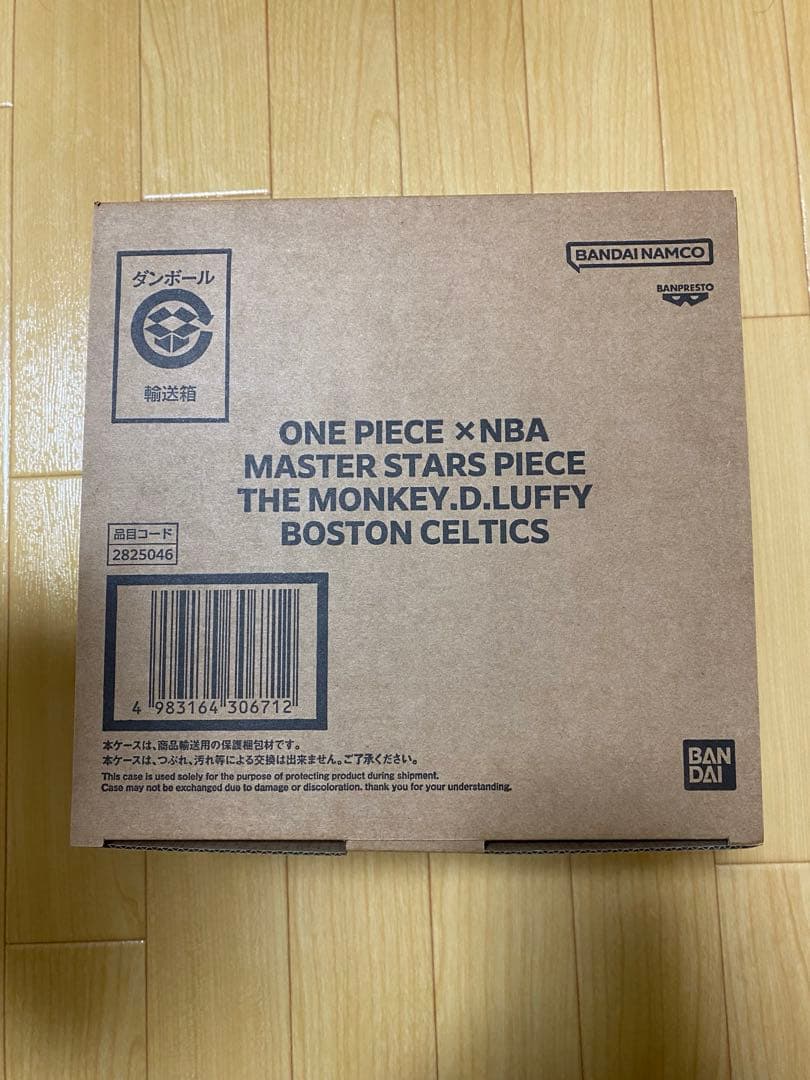 ダンボール
輸送箱
BANDAI NAMCO
BANPRESTO
ONE PIECE ×NBA
MASTER STARS PIECE
THE MONKEY.D.LUFFY
BOSTON CELTICS
品目コード
2825046
4 983164 306712
本ケースは、商品輸送用の保護梱包材です。
本ケースは、つぶれ、汚れ等による交換は出来ません。ご了承ください。
This case is used solely for the purpose of protecting product during shipment.
Case may not be exchanged due to damage or discoloration. thank you for your understanding.
BAN
DAI